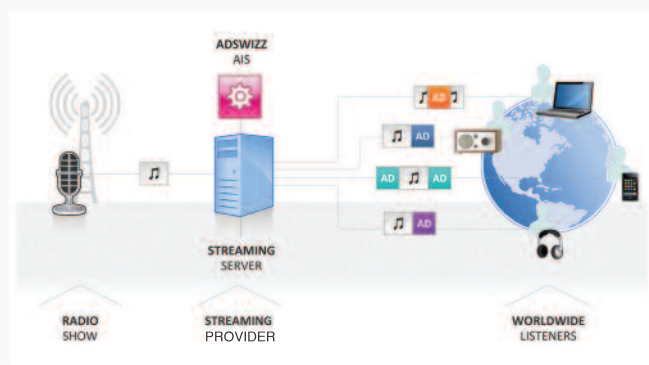 ADSWIZZ
AIS
AD
AD
AD AD
AD
STREAMING
SERVER
RADIO
SHOW
STREAMING
PROVIDER
WORLDWIDE
LISTENERS